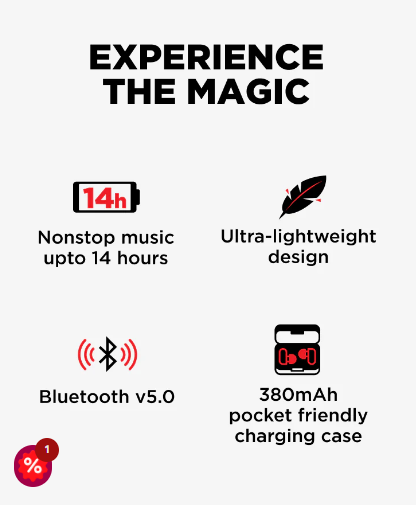 EXPERIENCE
THE MAGIC
14h
Nonstop music
upto 14 hours
Ultra-lightweight
design
Bluetooth v5.0
380mAh
pocket friendly
charging case
%
1